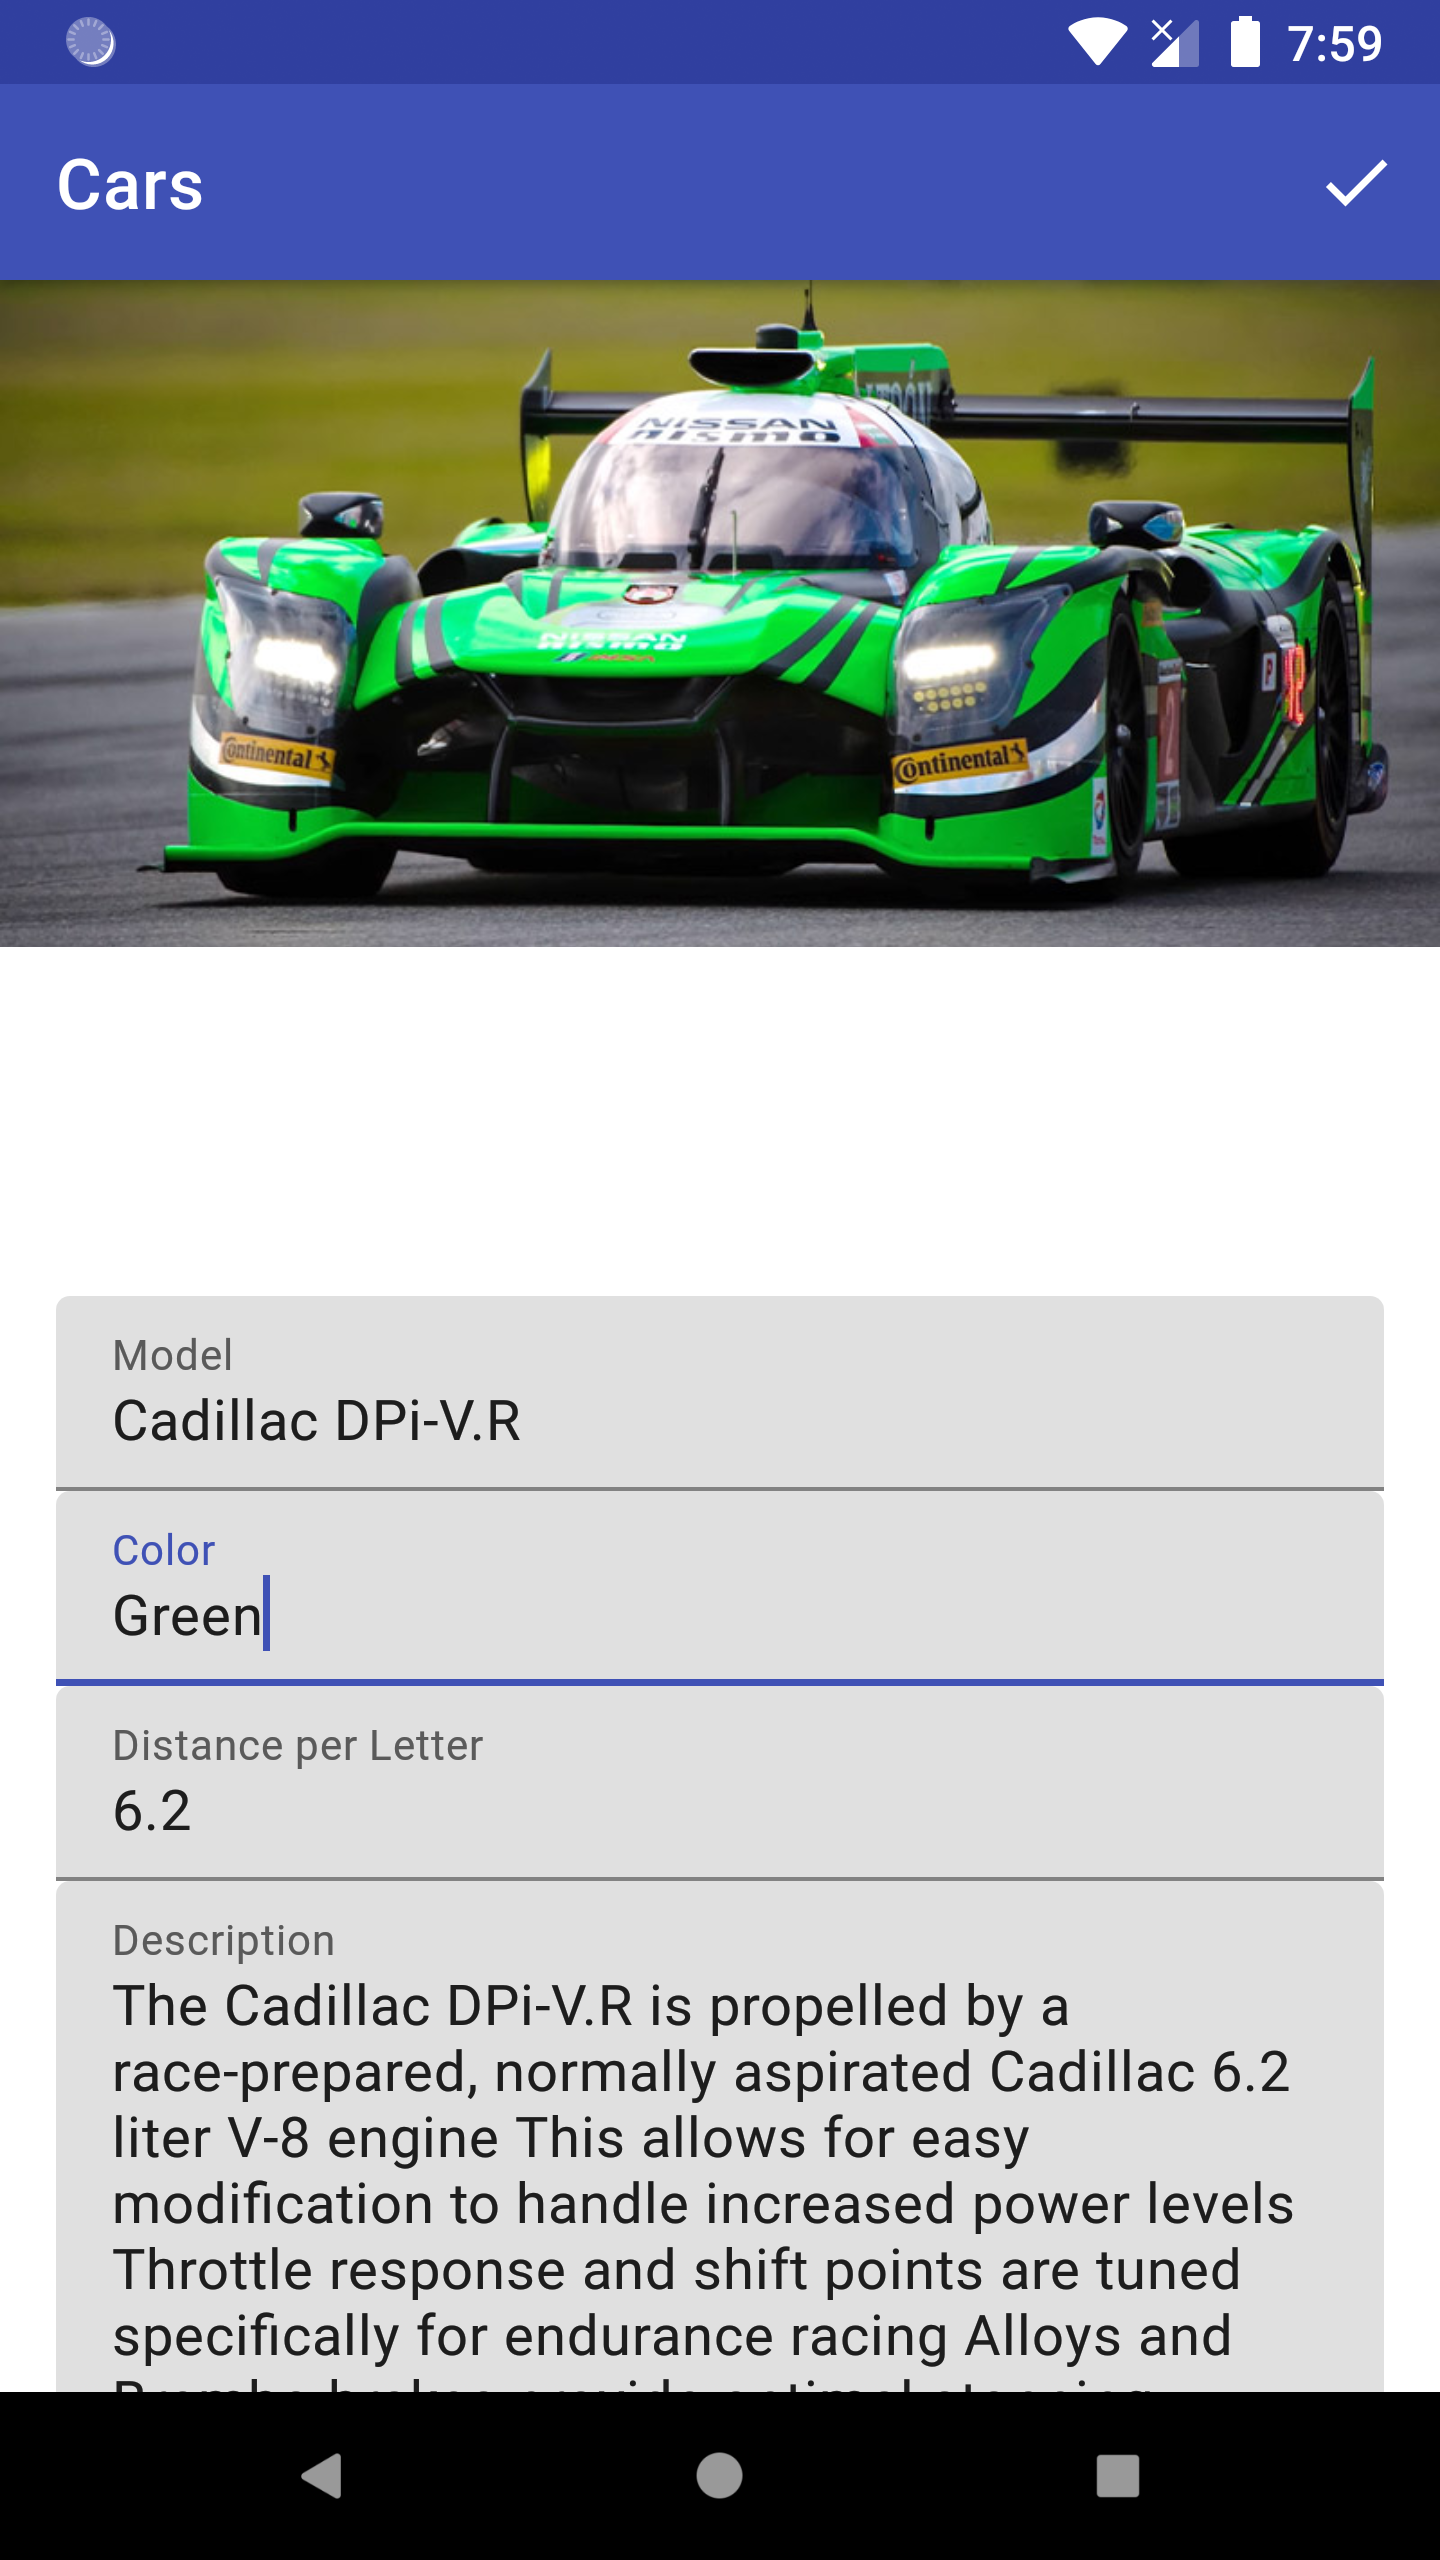 7:59
Cars
NISSAN
nismo
NISSAN
nismo
Continental
Continental
Model
Cadillac DPi-V.R
Color
Green
Distance per Letter
6.2
Description
The Cadillac DPi-V.R is propelled by a
race-prepared, normally aspirated Cadillac 6.2
liter V-8 engine This allows for easy
modification to handle increased power levels
Throttle response and shift points are tuned
specifically for endurance racing Alloys and